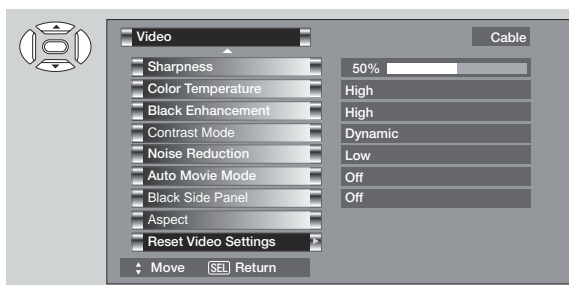 Video Cable
Sharpness 50%
Color Temperature High
Black Enhancement High
Contrast Mode Dynamic
Noise Reduction Low
Auto Movie Mode Off
Black Side Panel Off
Aspect
Reset Video Settings
Move SEL Return